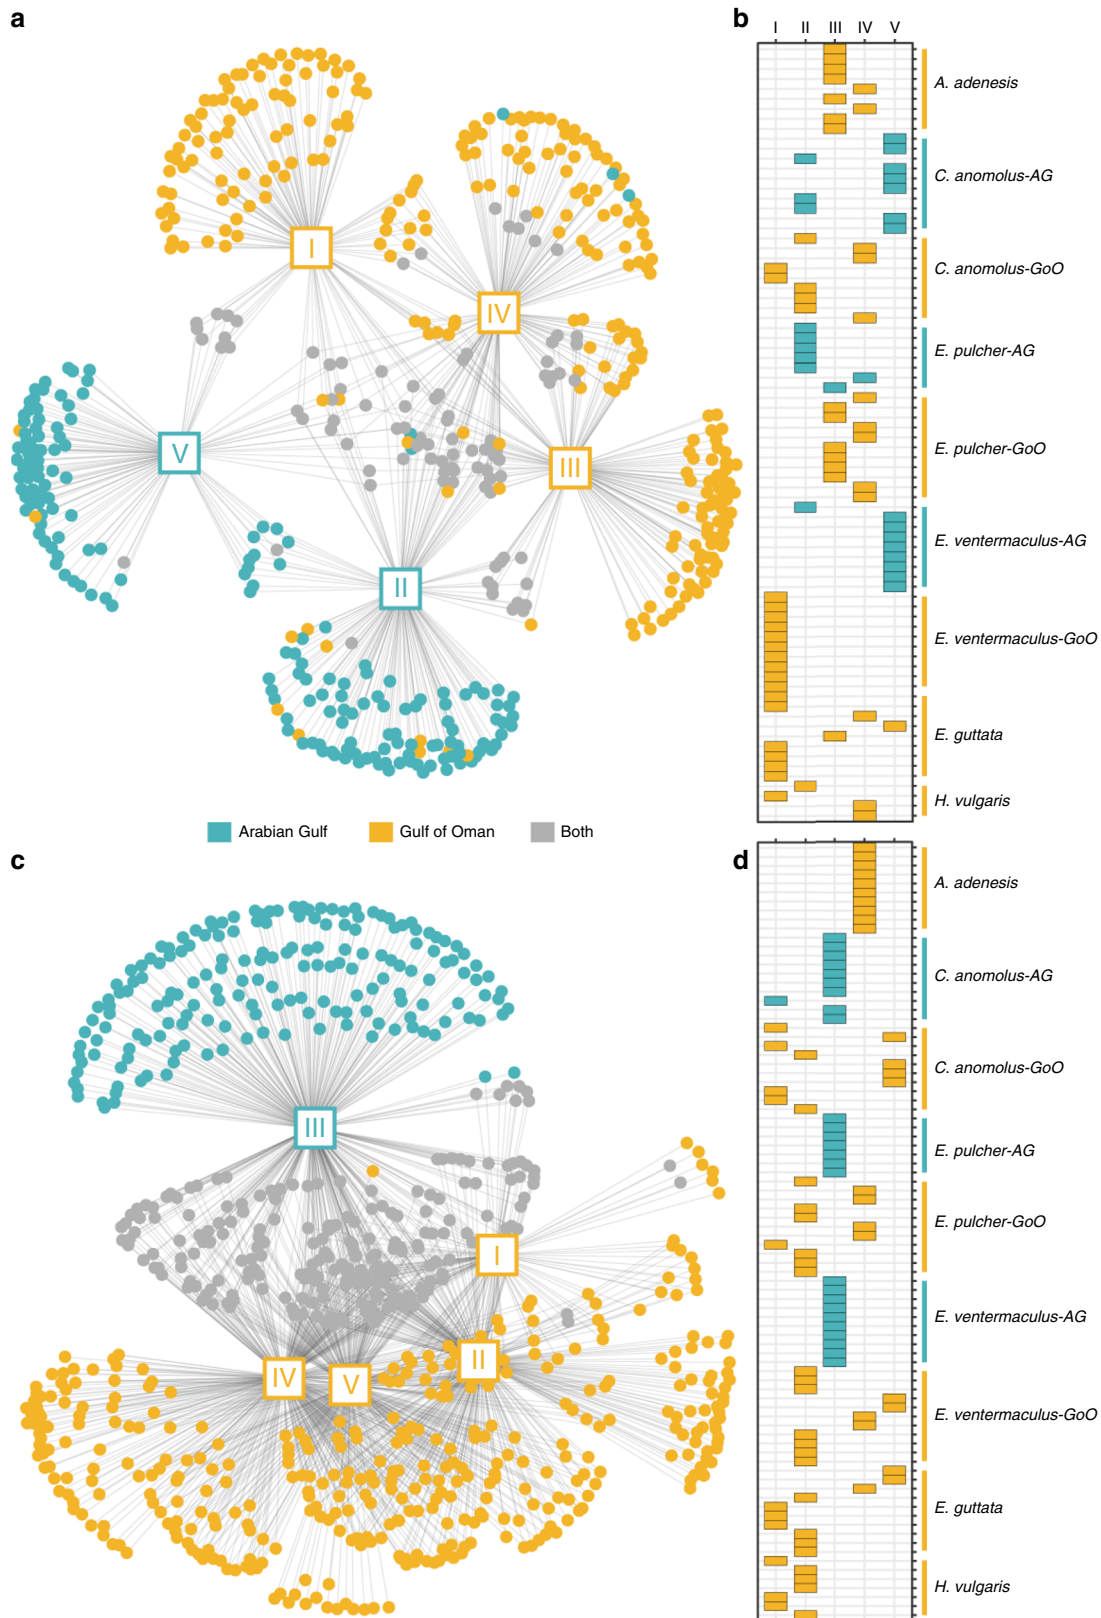 a
b
I II III IV V
I
IV
V
III
II
A. adenesis
C. anomolus-AG
C. anomolus-GoO
E. pulcher-AG
E. pulcher-GoO
E. ventermaculus-AG
E. ventermaculus-GoO
E. guttata
H. vulgaris
Arabian Gulf
Gulf of Oman
Both
c
d
III
I
II
IV
V
A. adenesis
C. anomolus-AG
C. anomolus-GoO
E. pulcher-AG
E. pulcher-GoO
E. ventermaculus-AG
E. ventermaculus-GoO
E. guttata
H. vulgaris